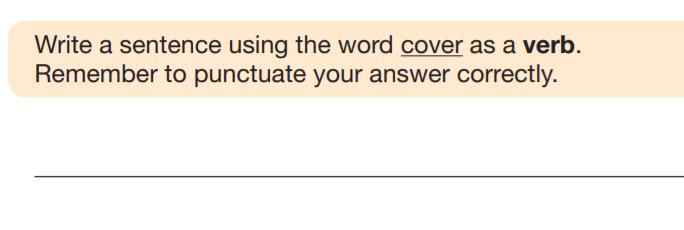 Write a sentence using the word cover as a verb.
Remember to punctuate your answer correctly.